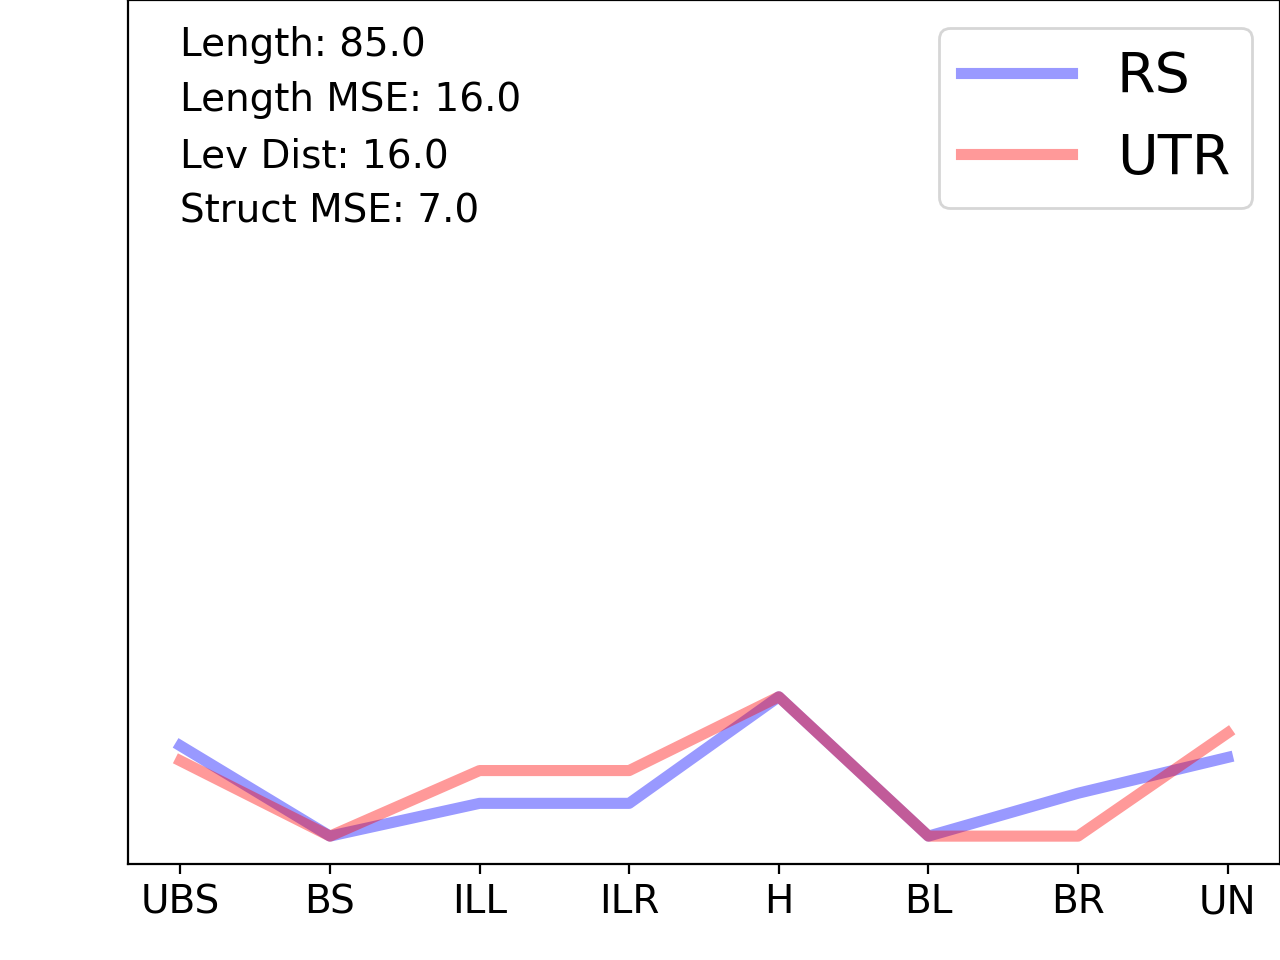 Length: 85.0
Length MSE: 16.0
Lev Dist: 16.0
Struct MSE: 7.0
RS
UTR
UBS BS ILL ILR H BL BR UN